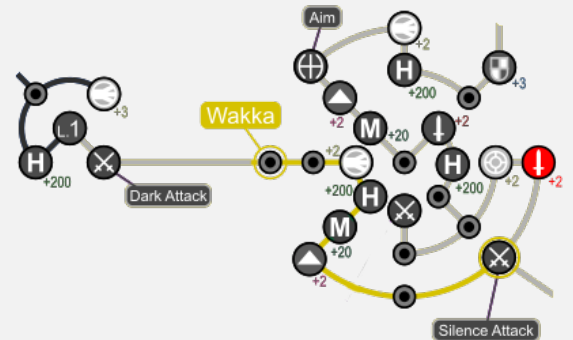 Aim
+2
H
+200
+3
+3
+2
L.1
M
+20
+2
Wakka
H
+200
+2
H
+200
+2
+2
Dark Attack
+200
H
M
+20
+2
Silence Attack